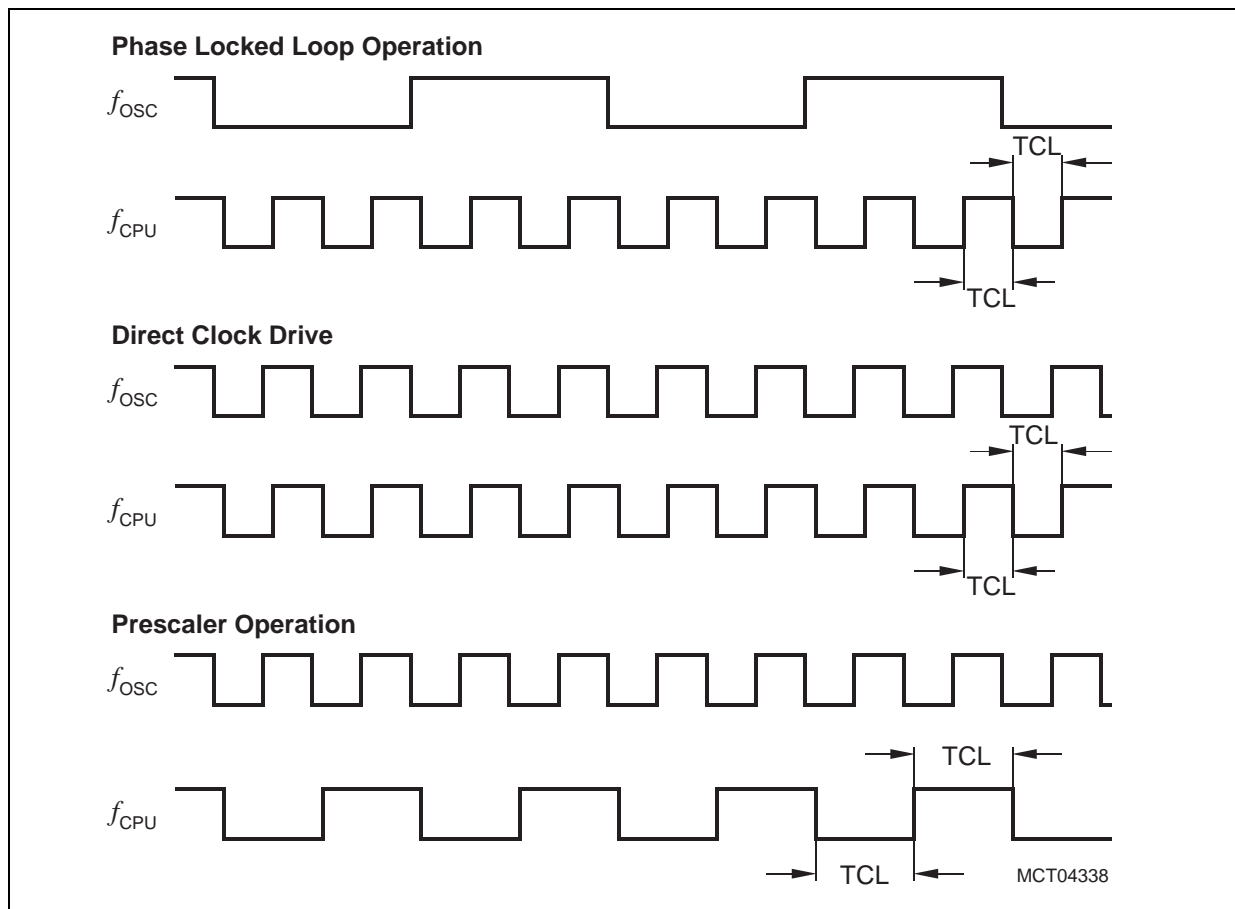 Phase Locked Loop Operation
fOSC
TCL
fCPU
TCL
Direct Clock Drive
fOSC
TCL
fCPU
TCL
Prescaler Operation
fOSC
TCL
fCPU
TCL
MCT04338